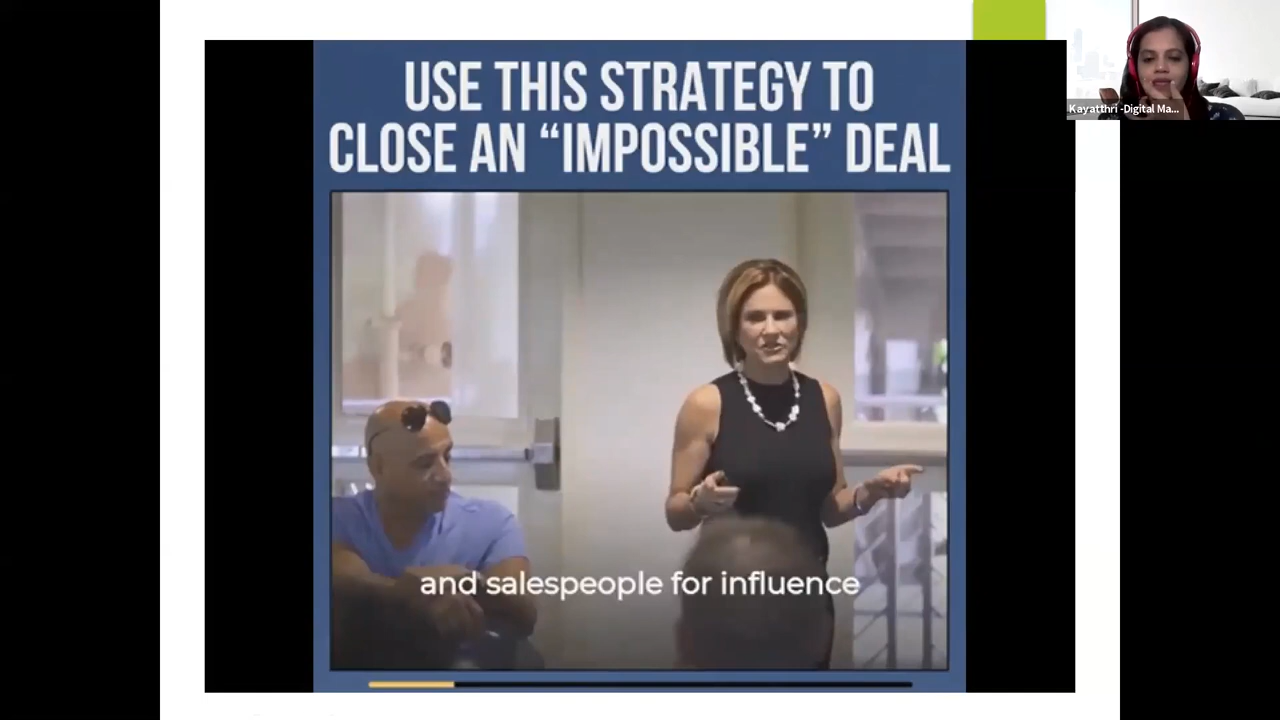 USE THIS STRATEGY TO
CLOSE AN “IMPOSSIBLE” DEAL
Kayatthri -Digital Ma...
and salespeople for influence